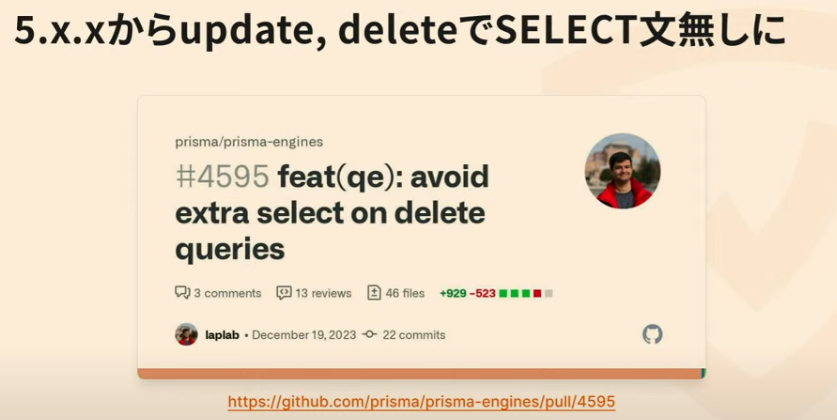 5.x.xからupdate, deleteでSELECT文無しに
prisma/prisma-engines
#4595 feat(qe): avoid
extra select on delete
queries
3 comments 13 reviews 46 files +929 -523
laplab • December 19, 2023 22 commits
https://github.com/prisma/prisma-engines/pull/4595